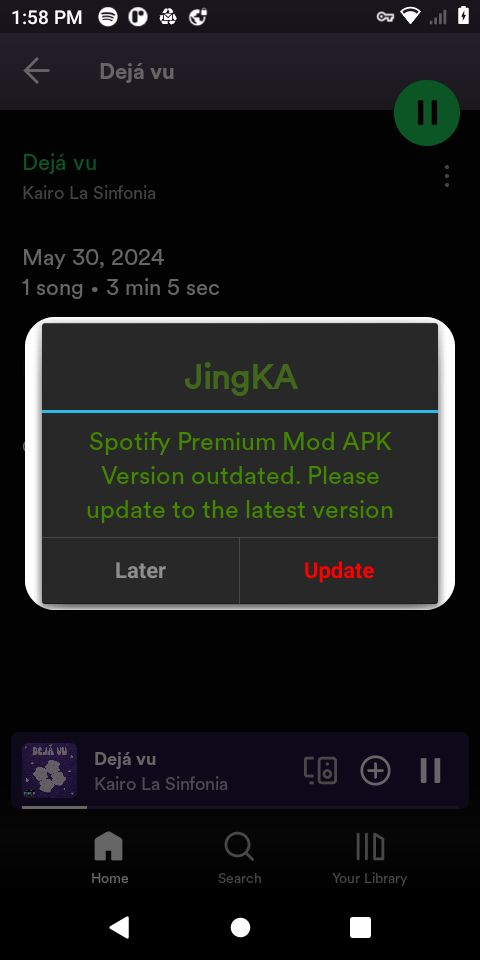 1:58 PM
Dejá vu
Dejá vu
Kairo La Sinfonia
May 30, 2024
1 song • 3 min 5 sec
JingKA
Spotify Premium Mod APK
Version outdated. Please
update to the latest version
Later
Update
DEJÁ VU
Dejá vu
Kairo La Sinfonia
Home
Search
Your Library